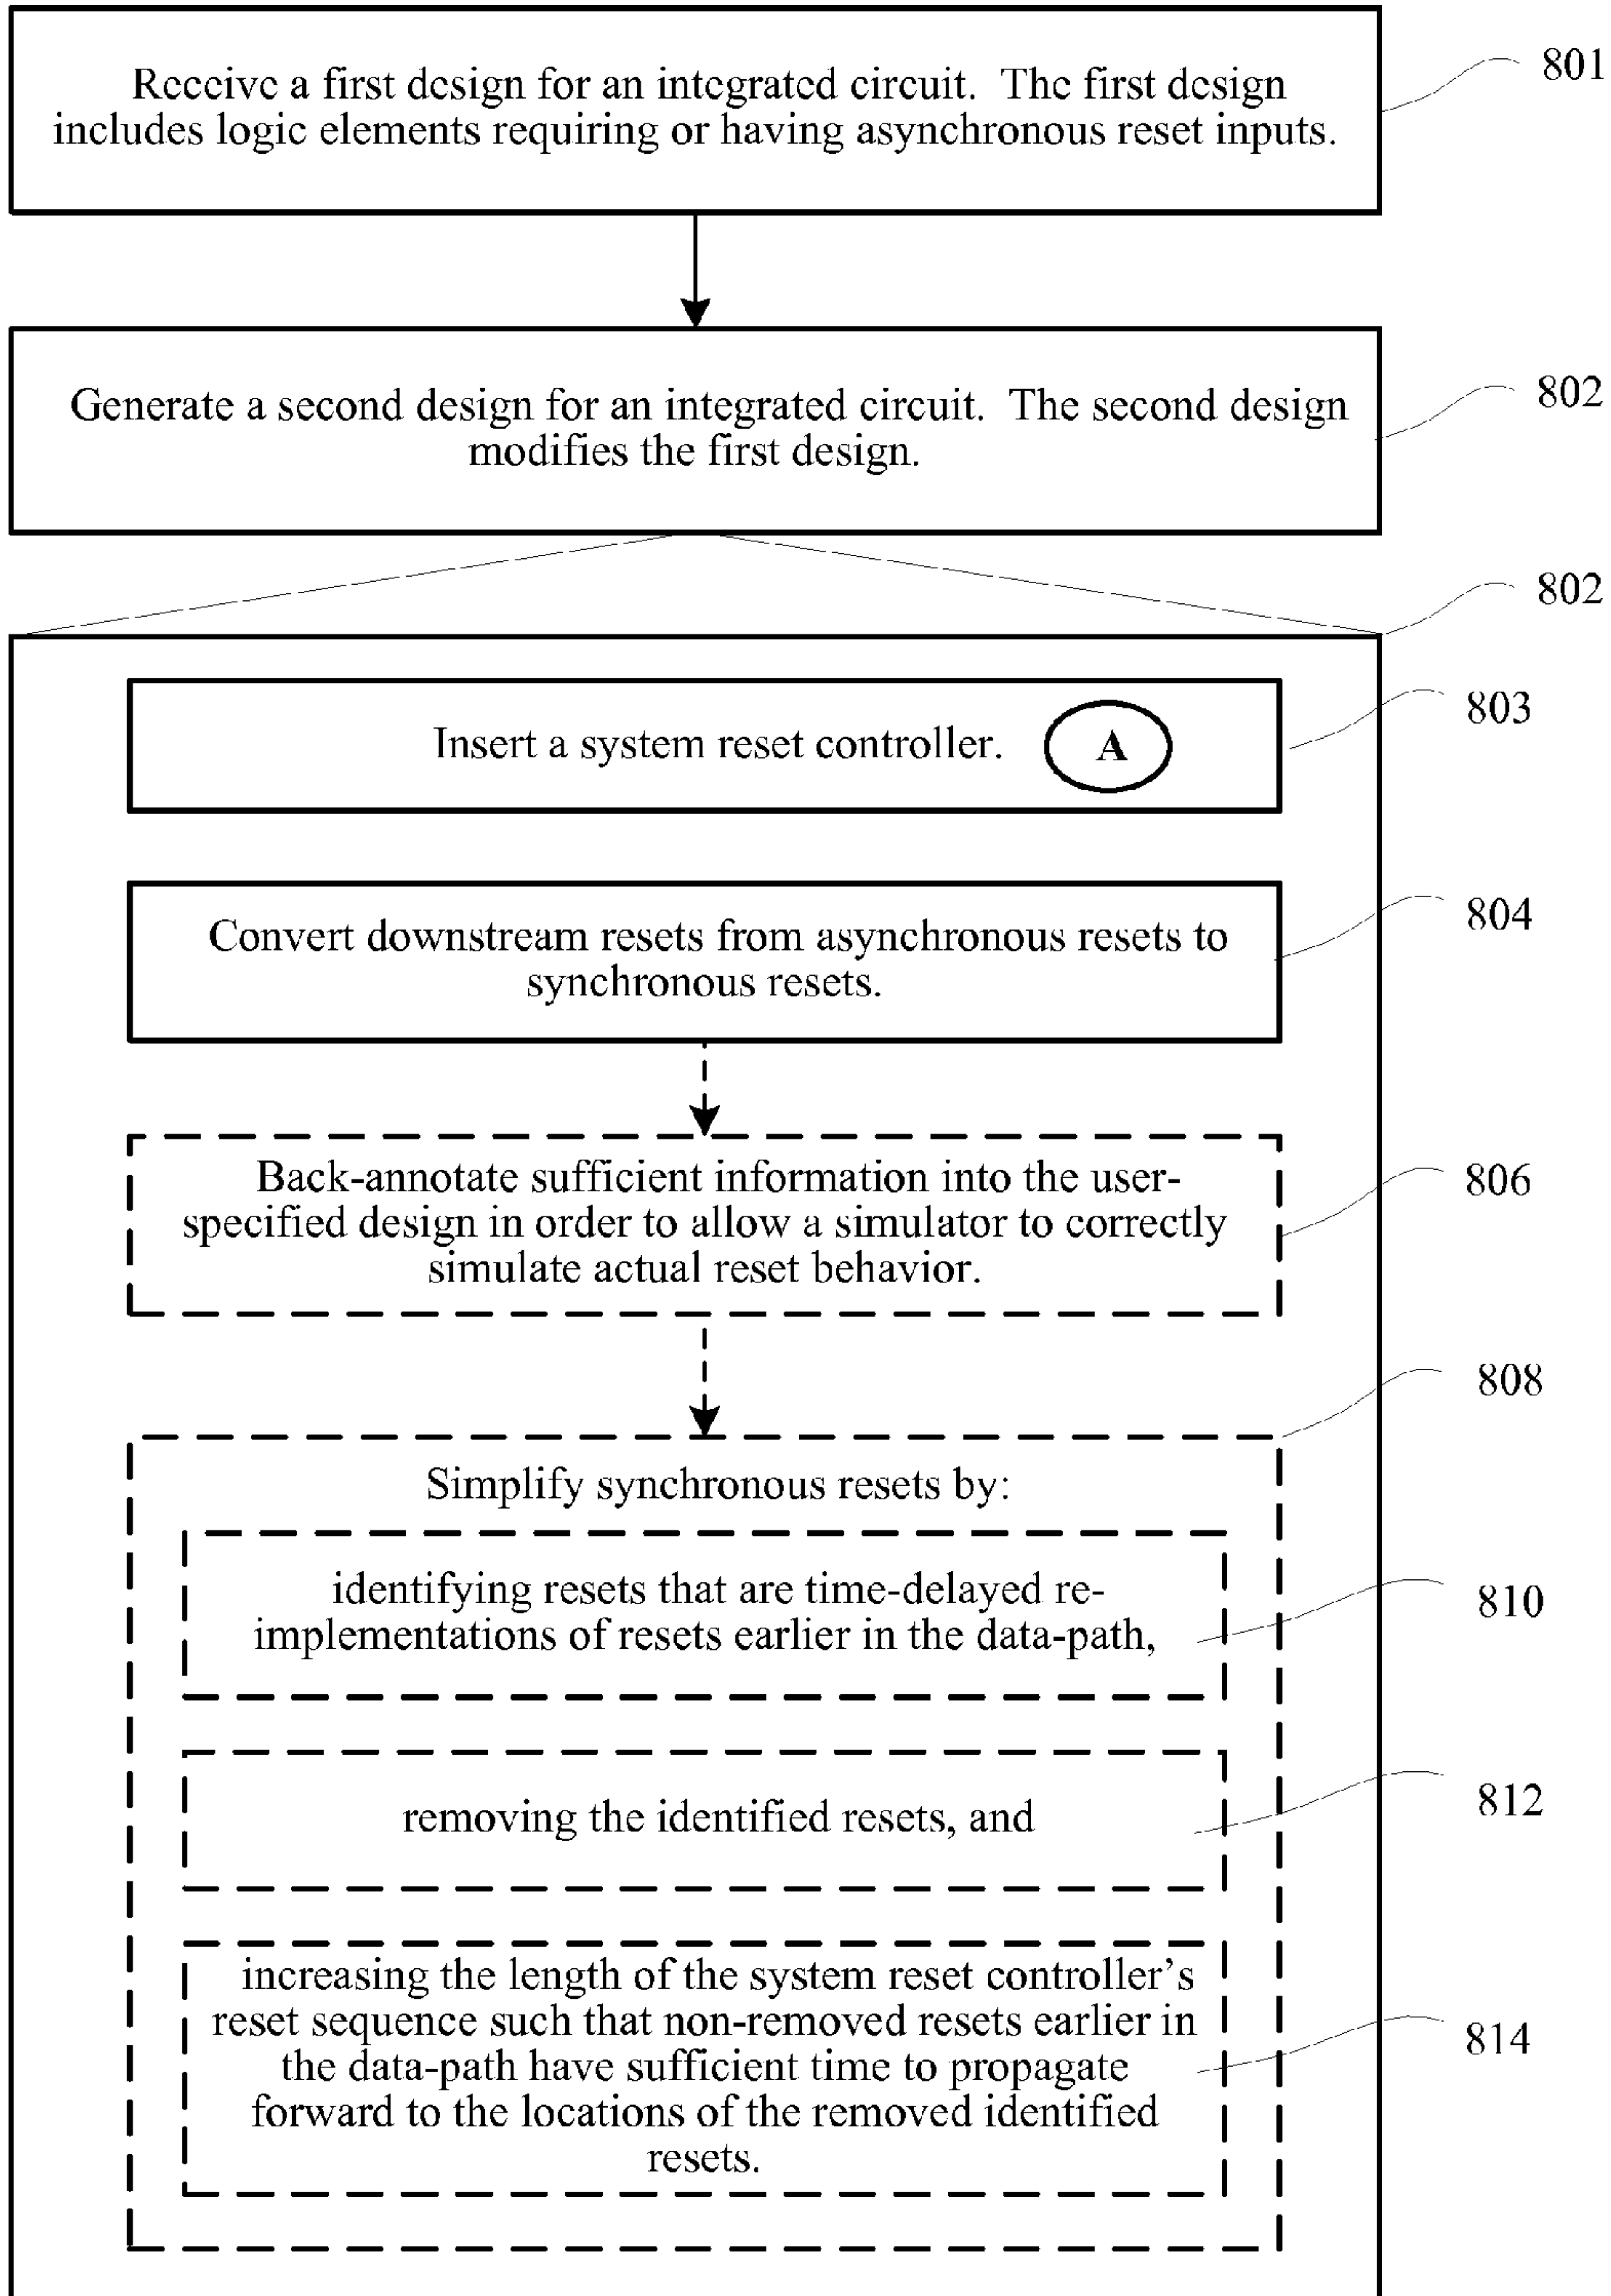 Receive a first design for an integrated circuit. The first design
includes logic elements requiring or having asynchronous reset inputs.
801
Generate a second design for an integrated circuit. The second design
modifies the first design.
802
802
Insert a system reset controller.
A
803
Convert downstream resets from asynchronous resets to
synchronous resets.
804
Back-annotate sufficient information into the user-
specified design in order to allow a simulator to correctly
simulate actual reset behavior.
806
808
Simplify synchronous resets by:
identifying resets that are time-delayed re-
implementations of resets earlier in the data-path,
810
removing the identified resets, and
812
increasing the length of the system reset controller's
reset sequence such that non-removed resets earlier in
the data-path have sufficient time to propagate
forward to the locations of the removed identified
resets.
814